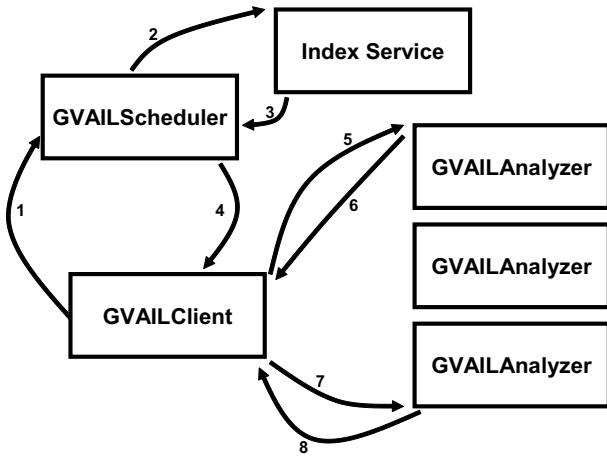 2
Index Service
GVAILScheduler
3
1
4
5
6
GVAILAnalyzer
GVAILAnalyzer
GVAILClient
GVAILAnalyzer
7
8